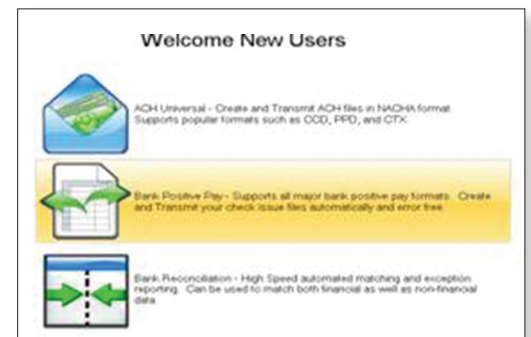 Welcome New Users
ACH Universal - Create and Transmit ACH files in NACHA format
Supports popular formats such as CCD, PPD, and CTX
Bank Positive Pay - Supports all major bank positive pay formats. Create
and Transmit your check issue files automatically and error free
Bank Reconciliation - High Speed automated matching and exception
reporting. Can be used to match both financial as well as non-financial
data